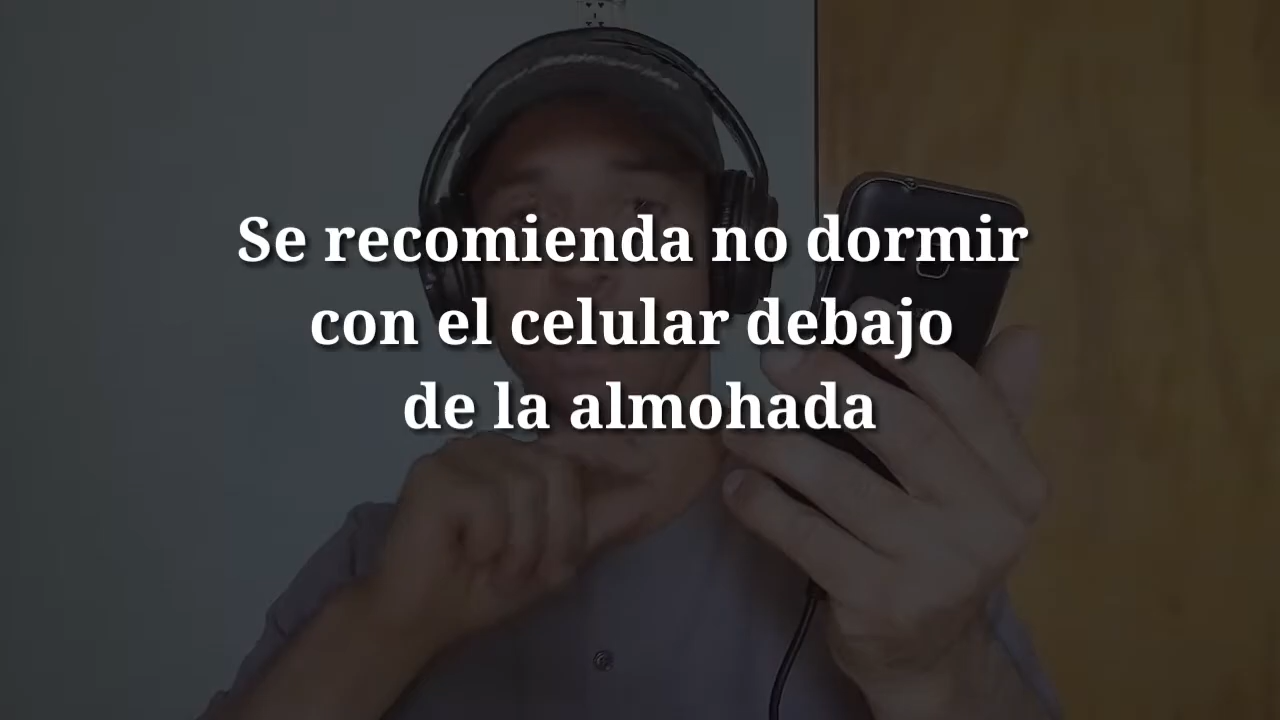 Se recomienda no dormir
con el celular debajo
de la almohada